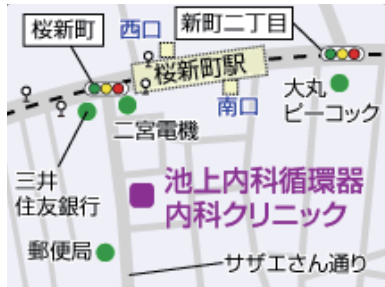 西口
新町二丁目
桜新町
桜新町駅
大丸
ピーコック
南口
二宮電機
三井
住友銀行
池上内科循環器
内科クリニック
郵便局
サザエさん通り